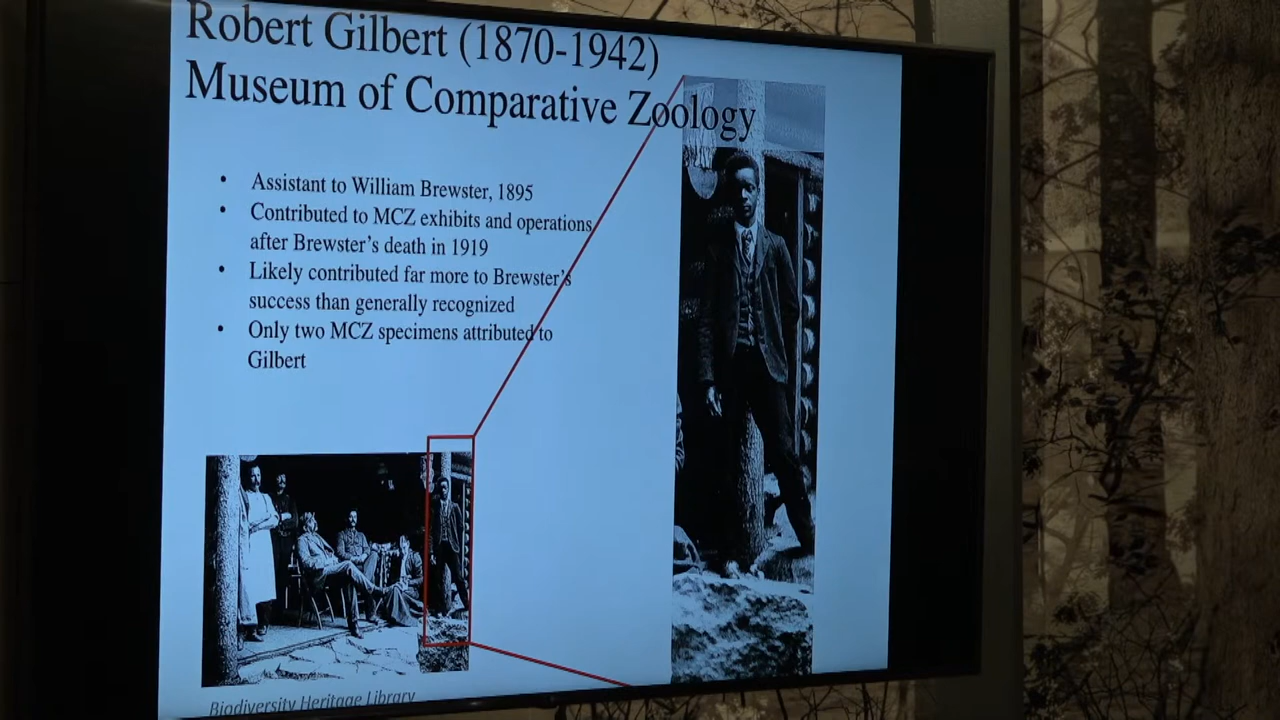 Robert Gilbert (1870-1942)
Museum of Comparative Zoology
• Assistant to William Brewster, 1895
• Contributed to MCZ exhibits and operations
after Brewster's death in 1919
• Likely contributed far more to Brewster's
success than generally recognized
• Only two MCZ specimens attributed to
Gilbert
Biodiversity Heritage Library